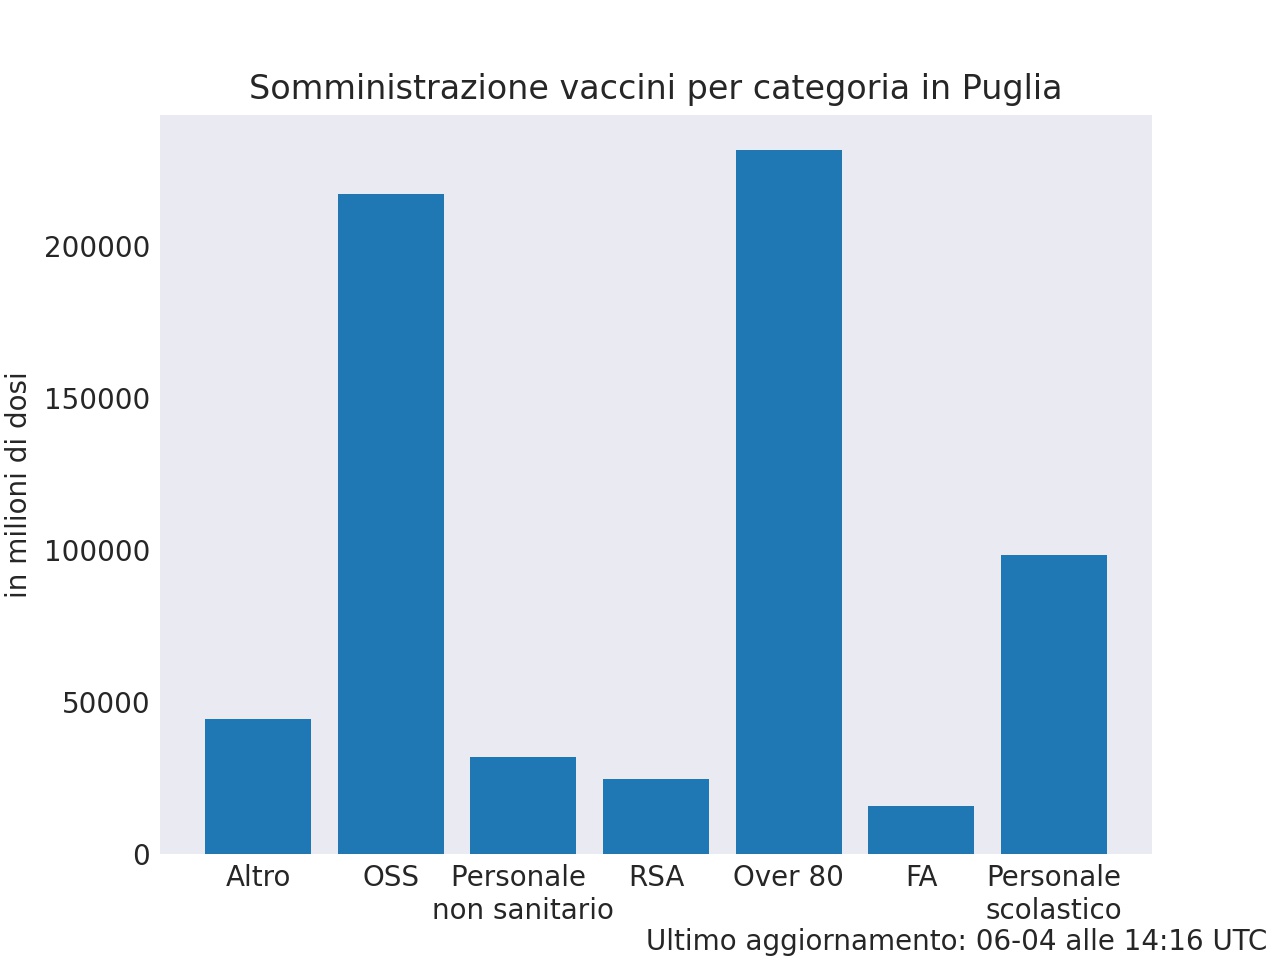 Somministrazione vaccini per categoria in Puglia
in milioni di dosi
200000
150000
100000
50000
0
Altro
OSS
Personale
non sanitario
RSA
Over 80
FA
Personale
scolastico
Ultimo aggiornamento: 06-04 alle 14:16 UTC